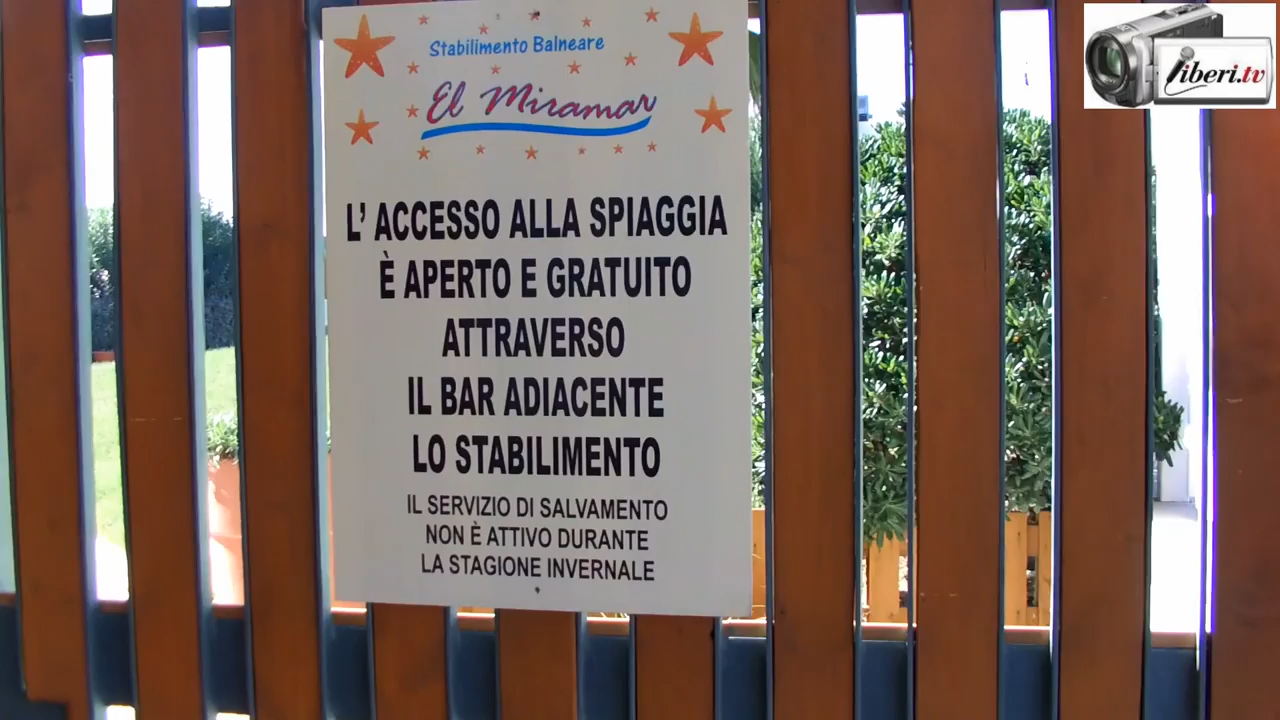 Stabilimento Balneare
El Miramar
L' ACCESSO ALLA SPIAGGIA
È APERTO E GRATUITO
ATTRAVERSO
IL BAR ADIACENTE
LO STABILIMENTO
IL SERVIZIO DI SALVAMENTO
NON È ATTIVO DURANTE
LA STAGIONE INVERNALE
liberi.tv